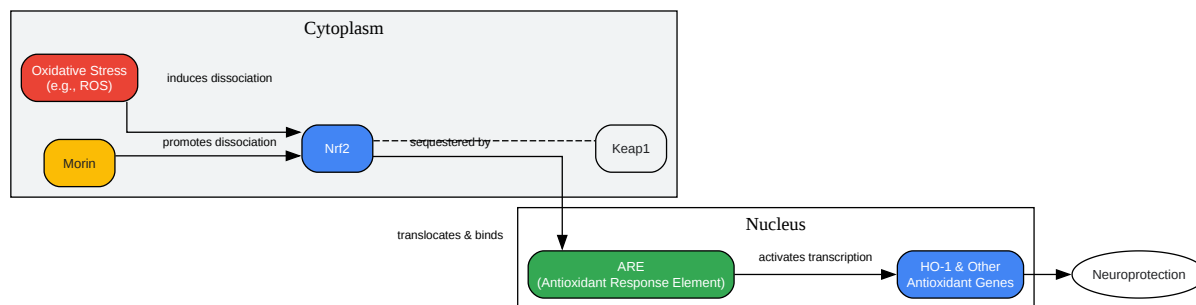 Cytoplasm
Oxidative Stress
(e.g., ROS)
induces dissociation
promotes dissociation
Morin
Nrf2
sequestered by
Keap1
translocates & binds
Nucleus
ARE
(Antioxidant Response Element)
activates transcription
HO-1 & Other
Antioxidant Genes
Neuroprotection